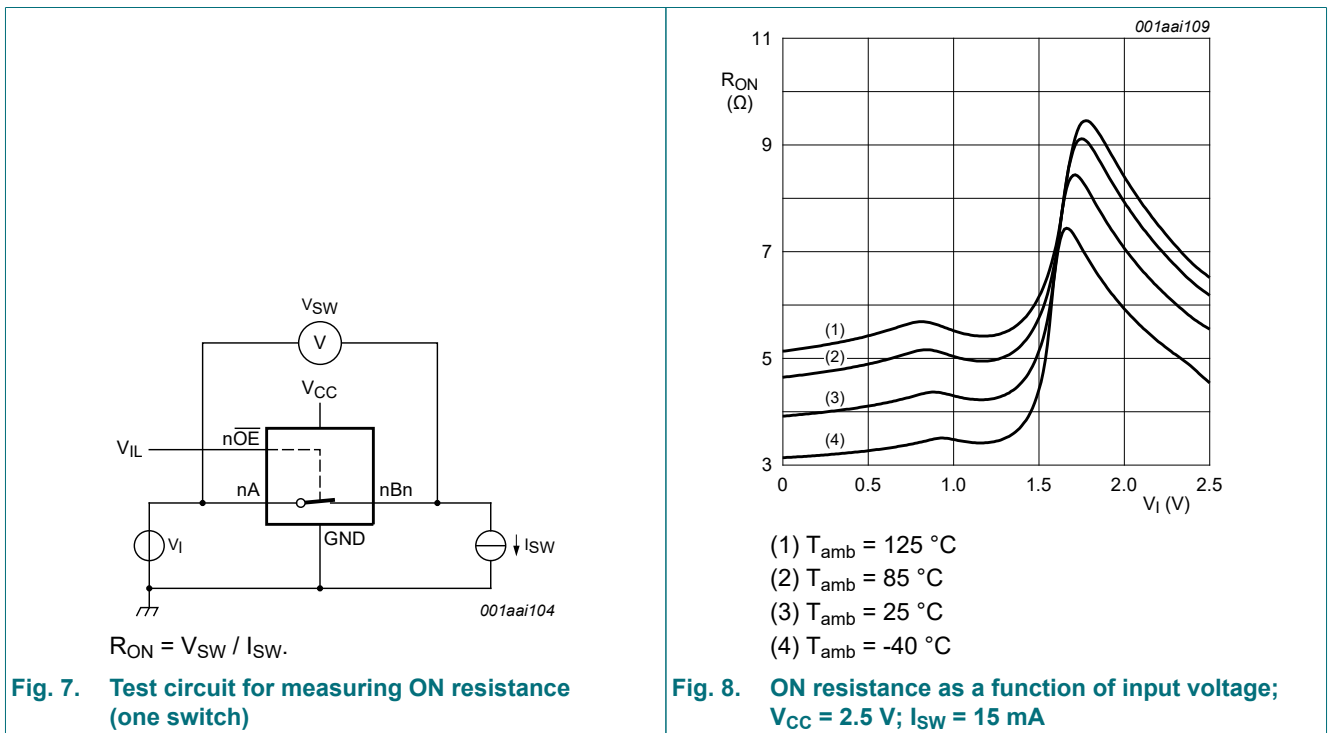 VSW
V
VCC
VIL
nOE
nA
nBn
GND
VI
ISW
001aai104
RON = VSW / ISW.
Fig. 7. Test circuit for measuring ON resistance
(one switch)
001aai109
11
RON
(Ω)
9
7
5
3
(1)
(2)
(3)
(4)
0 0.5 1.0 1.5 2.0 2.5
VI (V)
(1) Tamb = 125 °C
(2) Tamb = 85 °C
(3) Tamb = 25 °C
(4) Tamb = -40 °C
Fig. 8. ON resistance as a function of input voltage;
VCC = 2.5 V; ISW = 15 mA